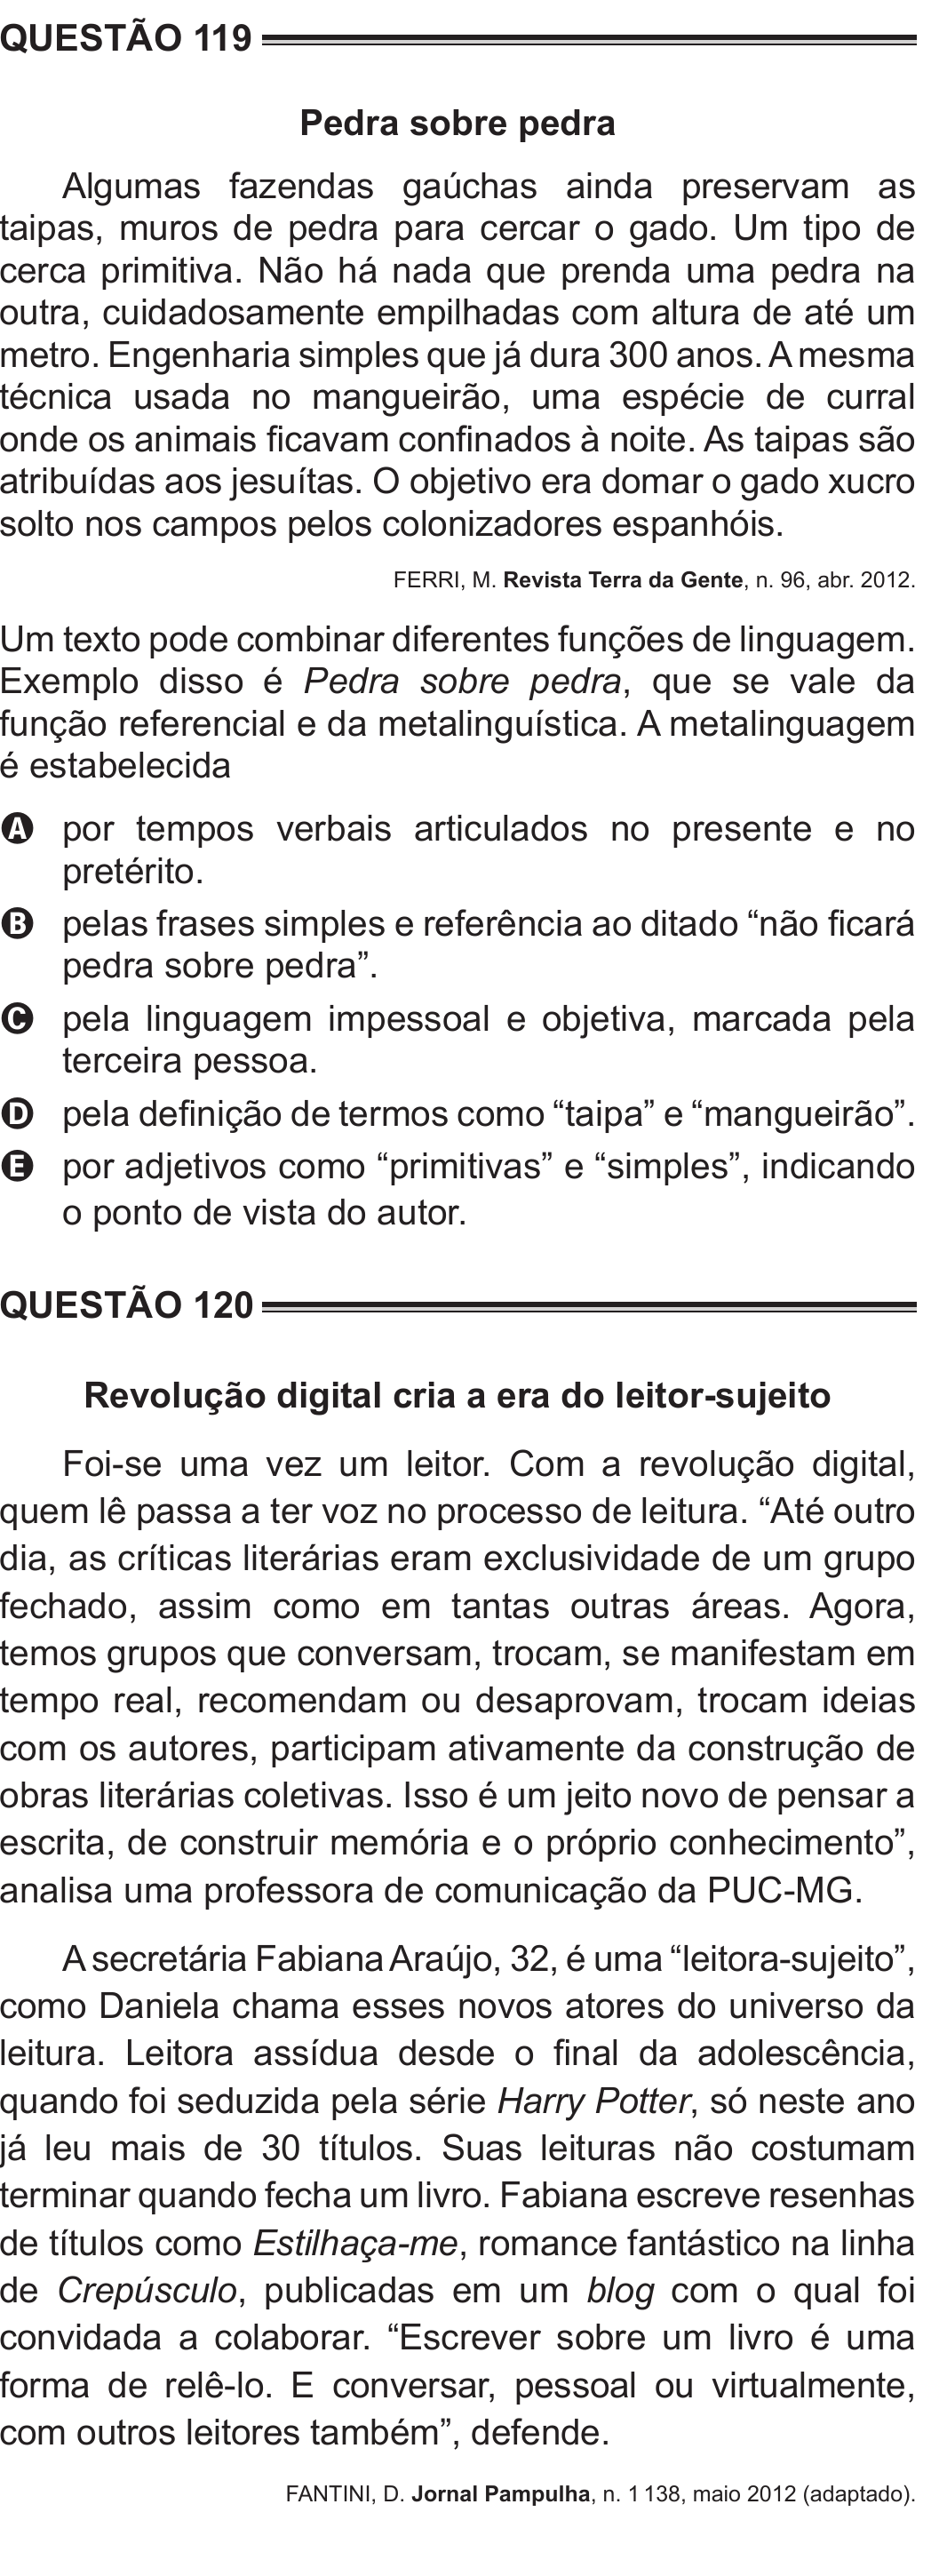 QUESTÃO 119
Pedra sobre pedra
Algumas fazendas gaúchas ainda preservam as
taipas, muros de pedra para cercar o gado. Um tipo de
cerca primitiva. Não há nada que prenda uma pedra na
outra, cuidadosamente empilhadas com altura de até um
metro. Engenharia simples que já dura 300 anos. A mesma
técnica usada no mangueirão, uma espécie de curral
onde os animais ficavam confinados à noite. As taipas são
atribuídas aos jesuítas. O objetivo era domar o gado xucro
solto nos campos pelos colonizadores espanhóis.
FERRI, M. Revista Terra da Gente, n. 96, abr. 2012.
Um texto pode combinar diferentes funções de linguagem.
Exemplo disso é Pedra sobre pedra, que se vale da
função referencial e da metalinguística. A metalinguagem
é estabelecida
A por tempos verbais articulados no presente e no
pretérito.
B pelas frases simples e referência ao ditado “não ficará
pedra sobre pedra”.
C pela linguagem impessoal e objetiva, marcada pela
terceira pessoa.
D pela definição de termos como “taipa” e “mangueirão”.
E por adjetivos como “primitivas” e “simples”, indicando
o ponto de vista do autor.
QUESTÃO 120
Revolução digital cria a era do leitor-sujeito
Foi-se uma vez um leitor. Com a revolução digital,
quem lê passa a ter voz no processo de leitura. “Até outro
dia, as críticas literárias eram exclusividade de um grupo
fechado, assim como em tantas outras áreas. Agora,
temos grupos que conversam, trocam, se manifestam em
tempo real, recomendam ou desaprovam, trocam ideias
com os autores, participam ativamente da construção de
obras literárias coletivas. Isso é um jeito novo de pensar a
escrita, de construir memória e o próprio conhecimento”,
analisa uma professora de comunicação da PUC-MG.
A secretária Fabiana Araújo, 32, é uma “leitora-sujeito”,
como Daniela chama esses novos atores do universo da
leitura. Leitora assídua desde o final da adolescência,
quando foi seduzida pela série Harry Potter, só neste ano
já leu mais de 30 títulos. Suas leituras não costumam
terminar quando fecha um livro. Fabiana escreve resenhas
de títulos como Estilhaça-me, romance fantástico na linha
de Crepúsculo, publicadas em um blog com o qual foi
convidada a colaborar. “Escrever sobre um livro é uma
forma de relê-lo. E conversar, pessoal ou virtualmente,
com outros leitores também”, defende.
FANTINI, D. Jornal Pampulha, n. 1 138, maio 2012 (adaptado).